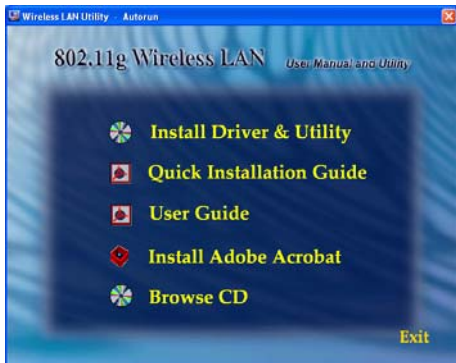 Wireless LAN Utility - Autorun
802.11g Wireless LAN
User Manual and Utility
Install Driver & Utility
Quick Installation Guide
User Guide
Install Adobe Acrobat
Browse CD
Exit